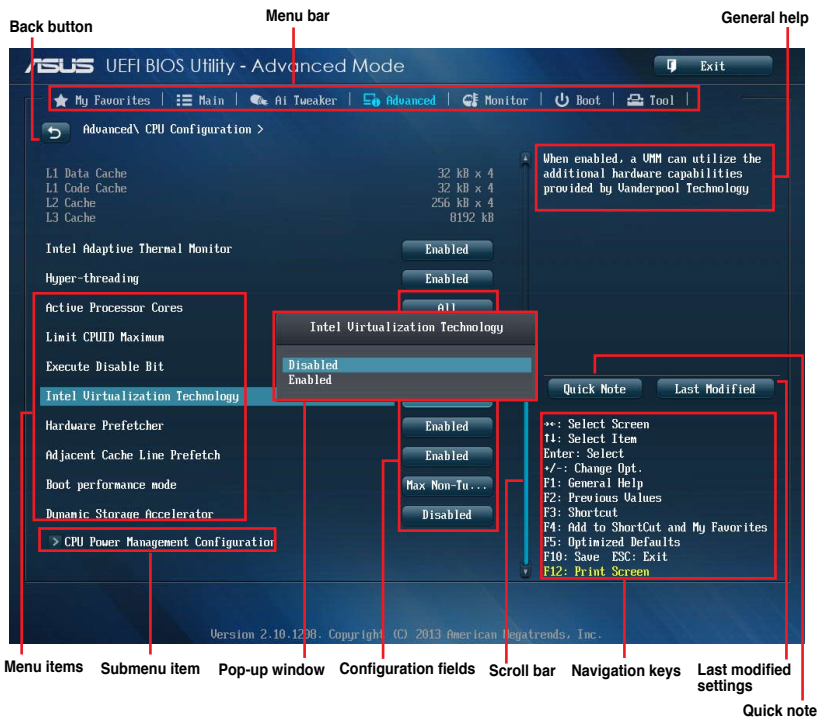 Back button
Menu bar
General help
ASUS UEFI BIOS Utility - Advanced Mode
Exit
My Favorites | Main | Ai Tweaker | Advanced | Monitor | Boot | Tool |
Advanced\ CPU Configuration >
When enabled, a VMM can utilize the
additional hardware capabilities
provided by Vanderpool Technology
L1 Data Cache 32 kB x 4
L1 Code Cache 32 kB x 4
L2 Cache 256 kB x 4
L3 Cache 8192 kB
Intel Adaptive Thermal Monitor Enabled
Hyper-threading Enabled
Active Processor Cores All
Limit CPUID Maximum
Execute Disable Bit
Intel Virtualization Technology
Intel Virtualization Technology
Disabled
Enabled
Hardware Prefetcher Enabled
Adjacent Cache Line Prefetch Enabled
Boot performance mode Max Non-Tu...
Dynamic Storage Accelerator Disabled
> CPU Power Management Configuration
Quick Note
Last Modified
→←: Select Screen
↑↓: Select Item
Enter: Select
+/-: Change Opt.
F1: General Help
F2: Previous Values
F3: Shortcut
F4: Add to ShortCut and My Favorites
F5: Optimized Defaults
F10: Save ESC: Exit
F12: Print Screen
Version 2.10.1208. Copyright (C) 2013 American Megatrends, Inc.
Menu items
Submenu item
Pop-up window
Configuration fields
Scroll bar
Navigation keys
Last modified
settings
Quick note